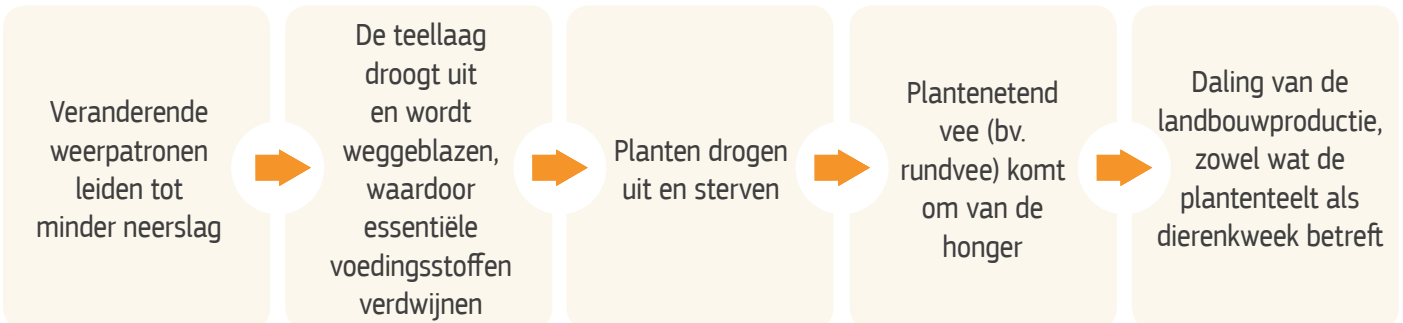 Veranderende
weerpatronen
leiden tot
minder neerslag
De teellaag
droogt uit
en wordt
weggeblazen,
waardoor
essentiële
voedingsstoffen
verdwijnen
Planten drogen
uit en sterven
Plantenetend
vee (bv.
rundvee) komt
om van de
honger
Daling van de
landbouwproductie,
zowel wat de
plantenteelt als
dierenkweek betreft